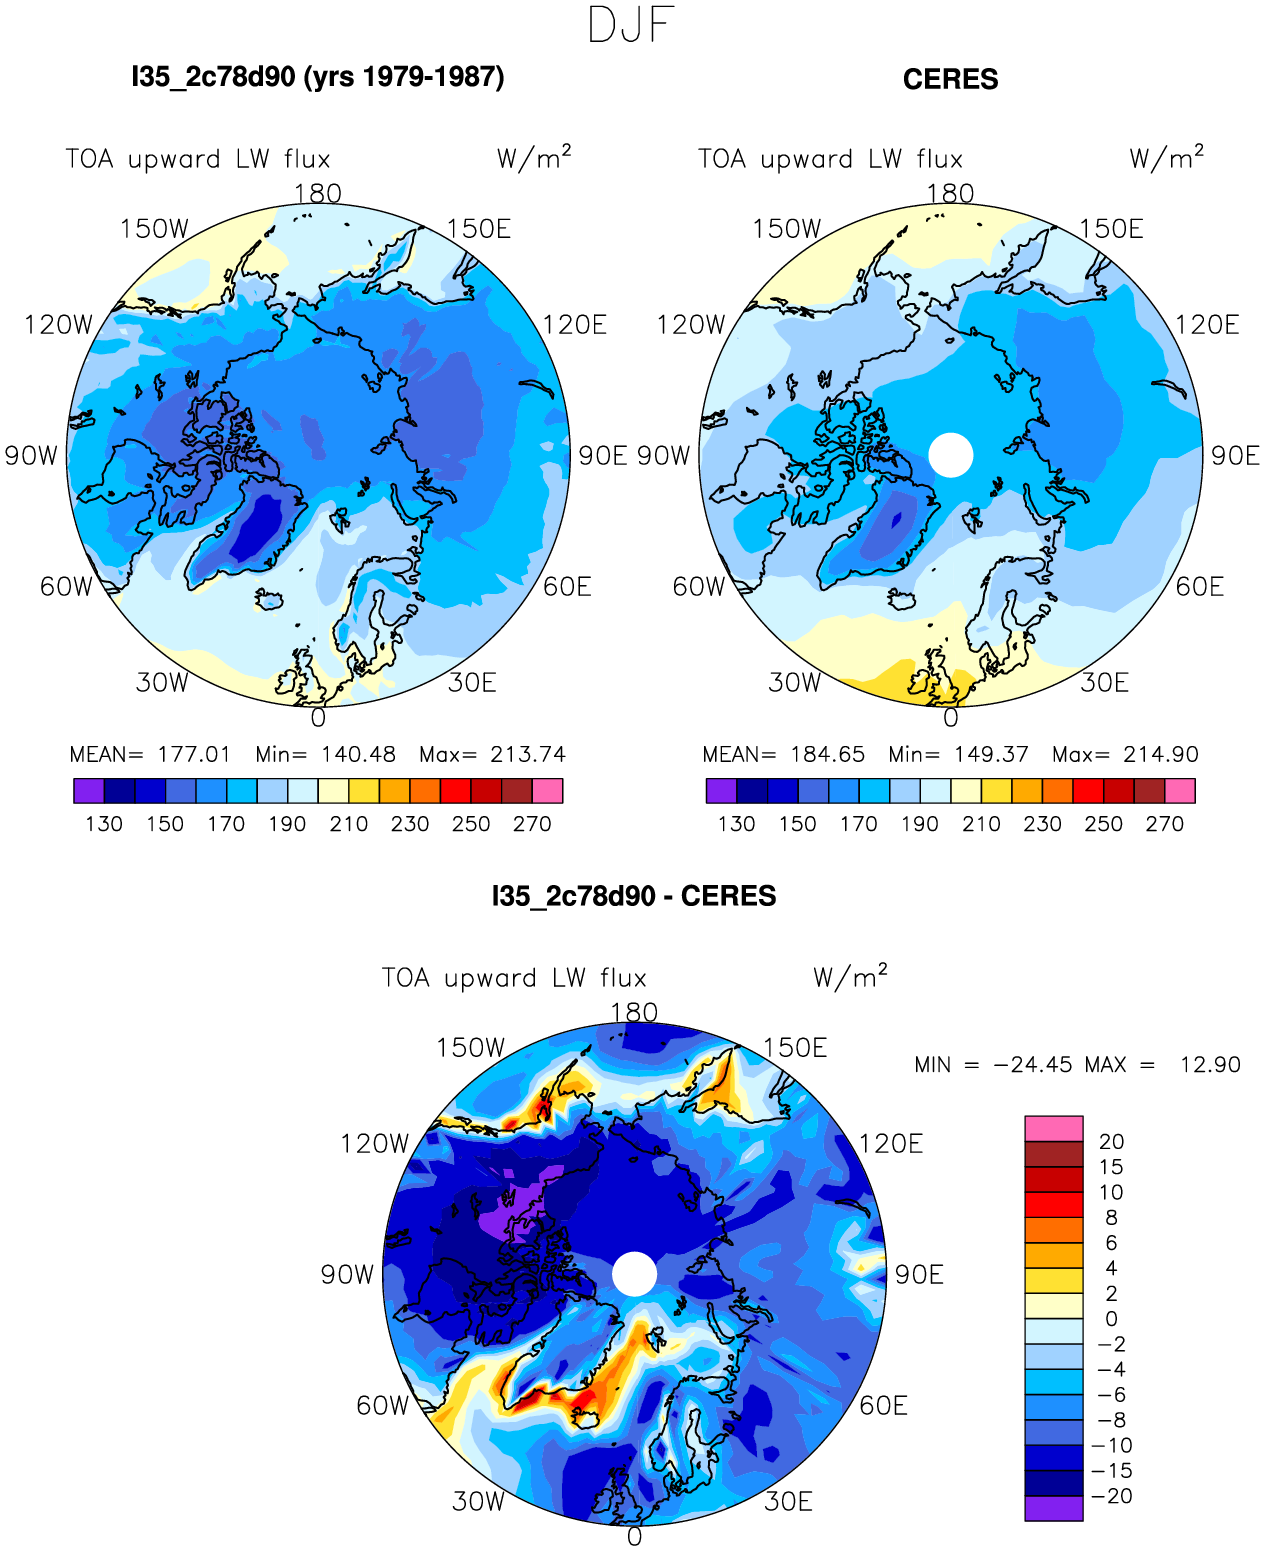 DJF
I35_2c78d90 (yrs 1979-1987)
CERES
TOA upward LW flux W/m²
TOA upward LW flux W/m²
180
150W 150E
120W 120E
90W 90E
60W 60E
30W 30E
0
180
150W 150E
120W 120E
90W 90E
60W 60E
30W 30E
0
MEAN= 177.01 Min= 140.48 Max= 213.74
130 150 170 190 210 230 250 270
MEAN= 184.65 Min= 149.37 Max= 214.90
130 150 170 190 210 230 250 270
I35_2c78d90 - CERES
TOA upward LW flux W/m²
180
150W 150E
120W 120E
90W 90E
60W 60E
30W 30E
0
MIN = −24.45 MAX = 12.90
20
15
10
8
6
4
2
0
−2
−4
−6
−8
−10
−15
−20